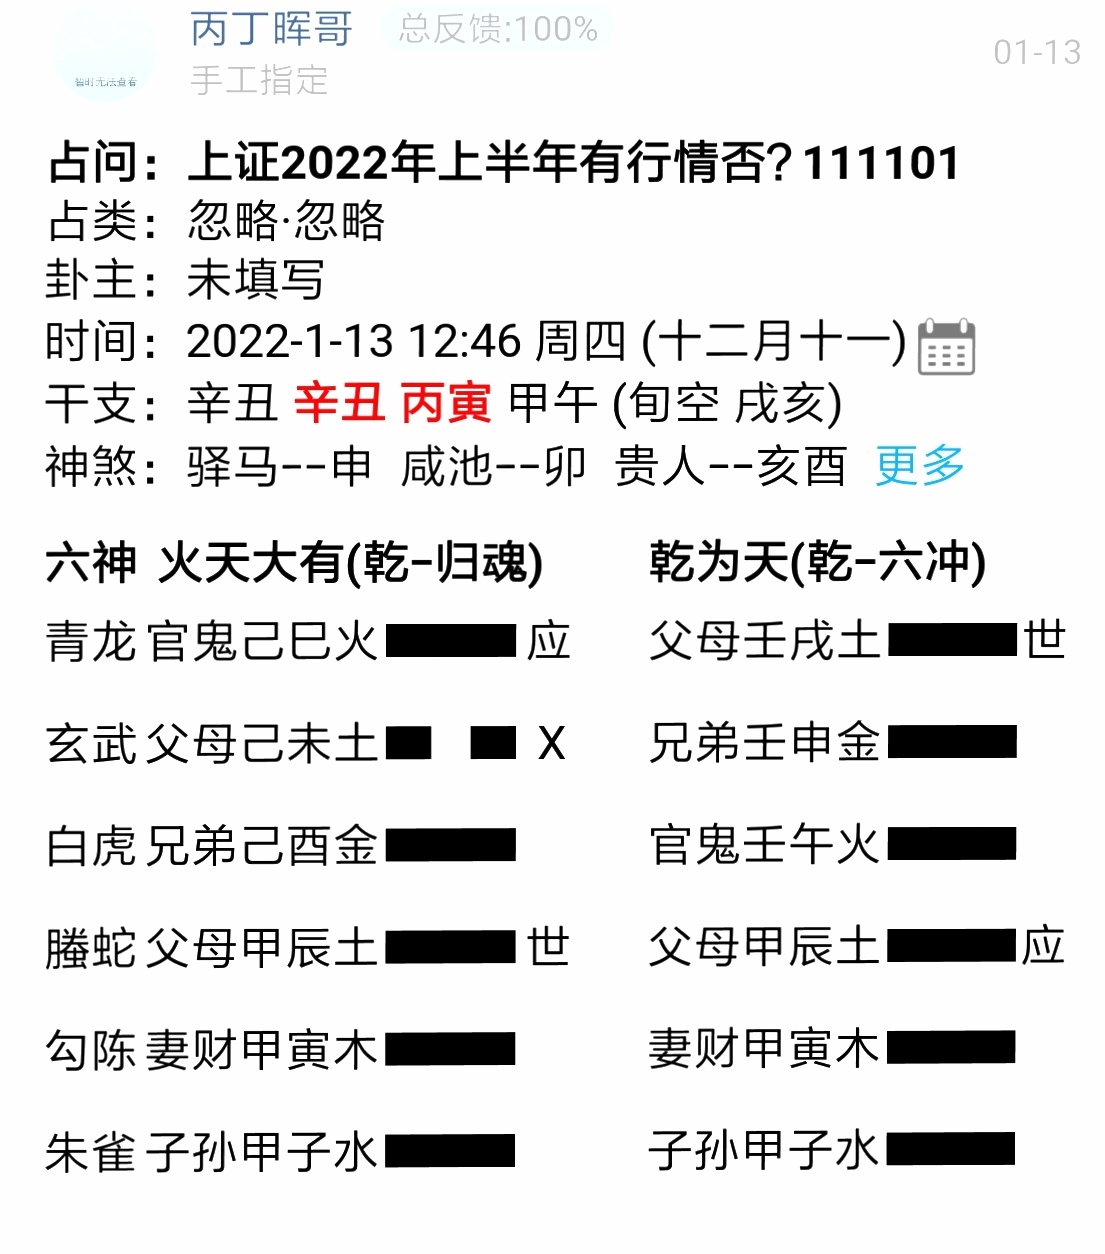 丙丁晖哥 总反馈:100%
手工指定 01-13
暂时无法查看
占问：上证2022年上半年有行情否？111101
占类：忽略·忽略
卦主：未填写
时间：2022-1-13 12:46 周四 (十二月十一)
干支：辛丑 辛丑 丙寅 甲午 (旬空 戌亥)
神煞：驿马--申 咸池--卯 贵人--亥酉 更多
六神 火天大有(乾-归魂) 乾为天(乾-六冲)
青龙 官鬼己巳火 应 父母壬戌土 世
玄武 父母己未土 X 兄弟壬申金
白虎 兄弟己酉金 官鬼壬午火
螣蛇 父母甲辰土 世 父母甲辰土 应
勾陈 妻财甲寅木 妻财甲寅木
朱雀 子孙甲子水 子孙甲子水